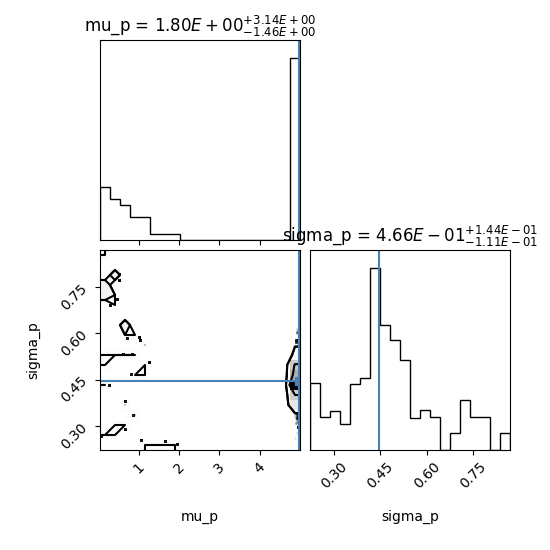 mu_p = 1.80E + 00+3.14E + 00
−1.46E + 00
sigma_p = 4.66E − 01+1.44E − 01
−1.11E − 01
sigma_p
0.75
0.60
0.45
0.30
1 2 3 4
0.30 0.45 0.60 0.75
mu_p
sigma_p